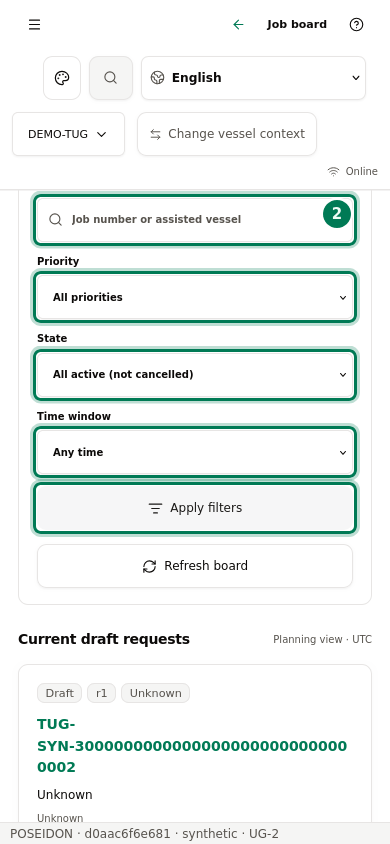 Job board
English
DEMO-TUG
Change vessel context
Online
Job number or assisted vessel
2
Priority
All priorities
State
All active (not cancelled)
Time window
Any time
Apply filters
Refresh board
Current draft requests
Planning view · UTC
Draft
r1
Unknown
TUG-
SYN-3000000000000000000000000000
0002
Unknown
Unknown
POSEIDON · d0aac6f6e681 · synthetic · UG-2